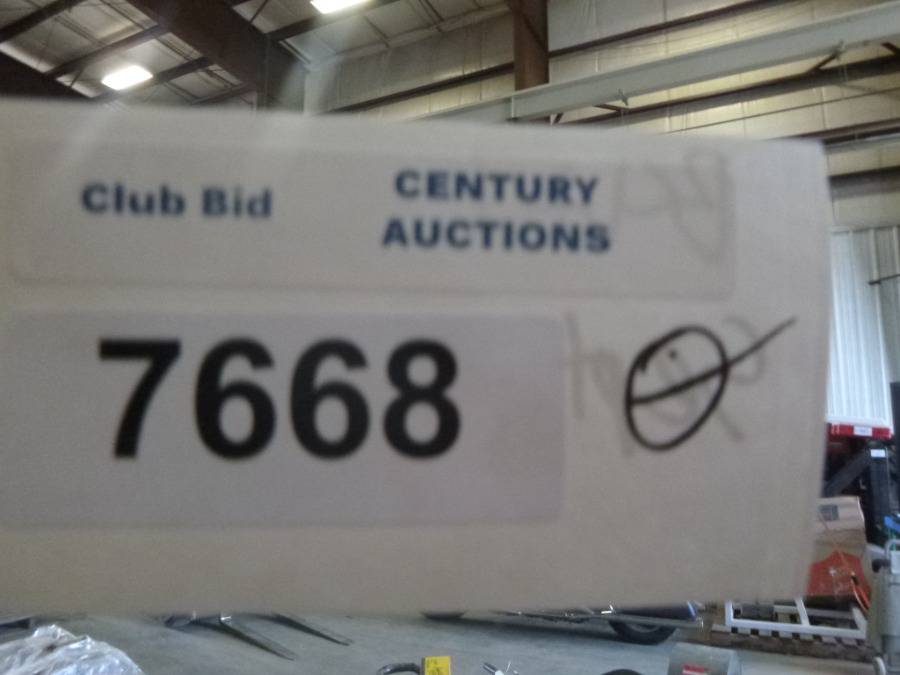 Club Bid
CENTURY
AUCTIONS
7668